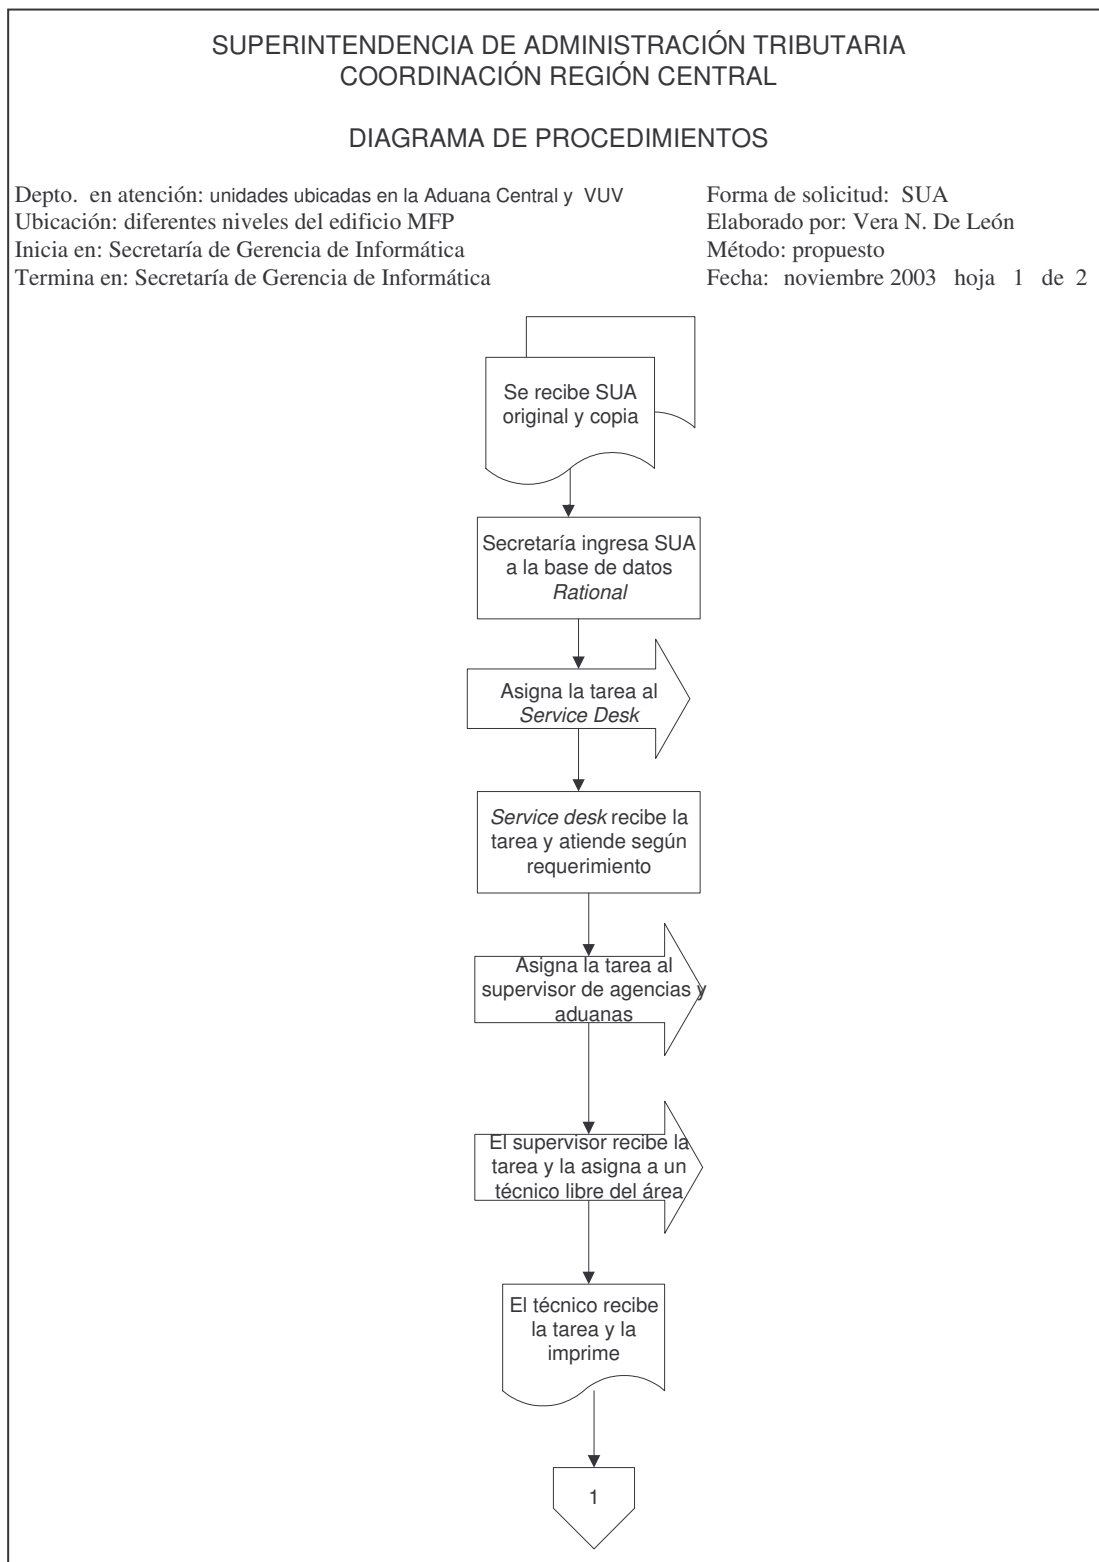 SUPERINTENDENCIA DE ADMINISTRACIÓN TRIBUTARIA
COORDINACIÓN REGIÓN CENTRAL
DIAGRAMA DE PROCEDIMIENTOS
Depto. en atención: unidades ubicadas en la Aduana Central y VUV
Ubicación: diferentes niveles del edificio MFP
Inicia en: Secretaría de Gerencia de Informática
Termina en: Secretaría de Gerencia de Informática
Forma de solicitud: SUA
Elaborado por: Vera N. De León
Método: propuesto
Fecha: noviembre 2003 hoja 1 de 2
Se recibe SUA
original y copia
Secretaría ingresa SUA
a la base de datos
Rational
Asigna la tarea al
Service Desk
Service desk recibe la
tarea y atiende según
requerimiento
Asigna la tarea al
supervisor de agencias y
aduanas
El supervisor recibe la
tarea y la asigna a un
técnico libre del área
El técnico recibe
la tarea y la
imprime
1